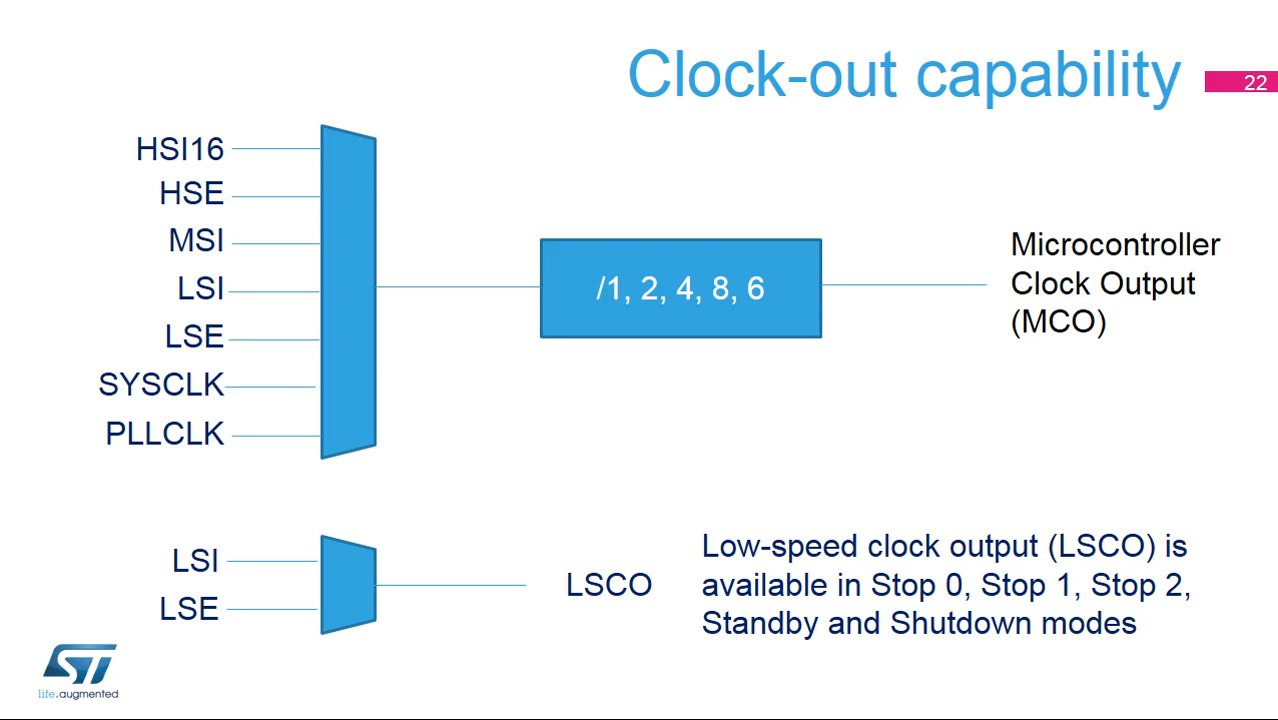 Clock-out capability
22
HSI16
HSE
MSI
LSI
LSE
SYSCLK
PLLCLK
/1, 2, 4, 8, 6
Microcontroller
Clock Output
(MCO)
LSI
LSE
LSCO
Low-speed clock output (LSCO) is
available in Stop 0, Stop 1, Stop 2,
Standby and Shutdown modes
ST
life.augmented